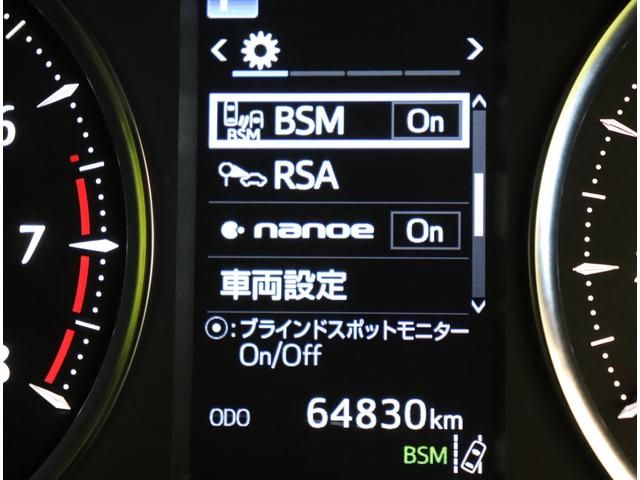 BSM BSM On
RSA
nanoe On
車両設定
⦿:ブラインドスポットモニター
On/Off
ODO 64830km
BSM
6
7
8